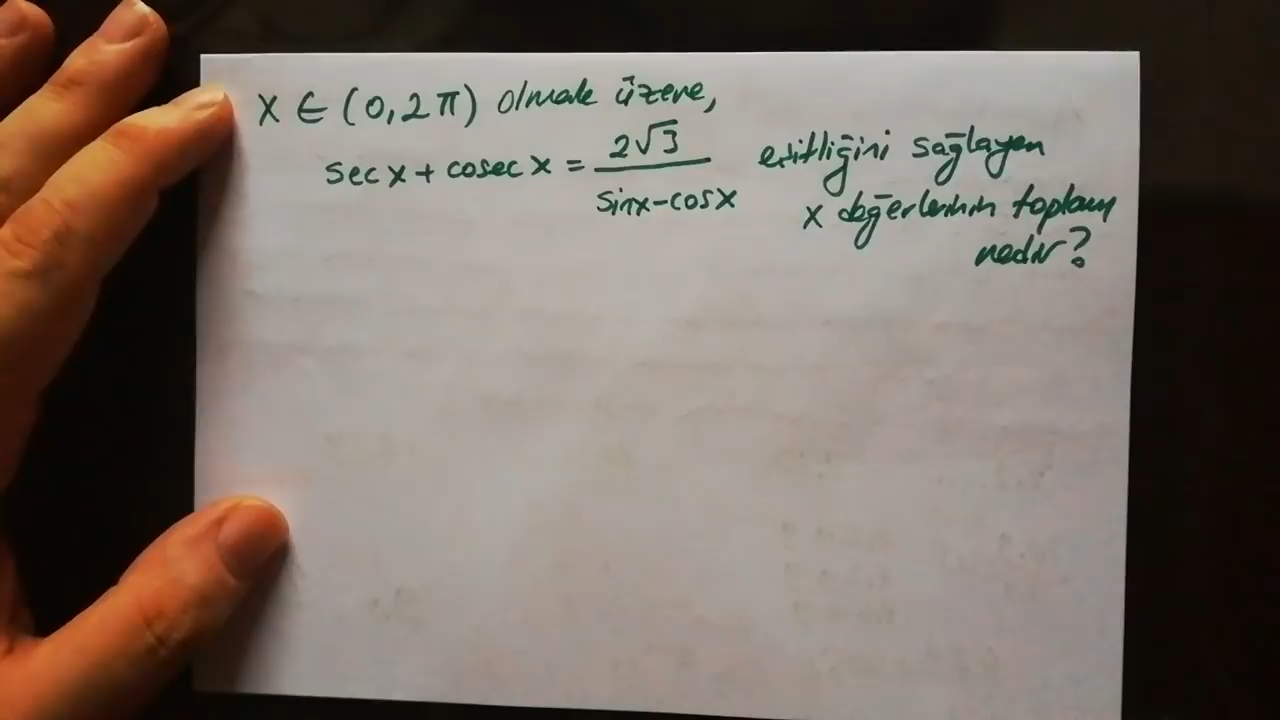 x ∈ (0, 2π) olmak üzere,
sec x + cosec x = 2√3 / sinx - cosx eşitliğini sağlayan
x değerlerinin toplamı
nedir?